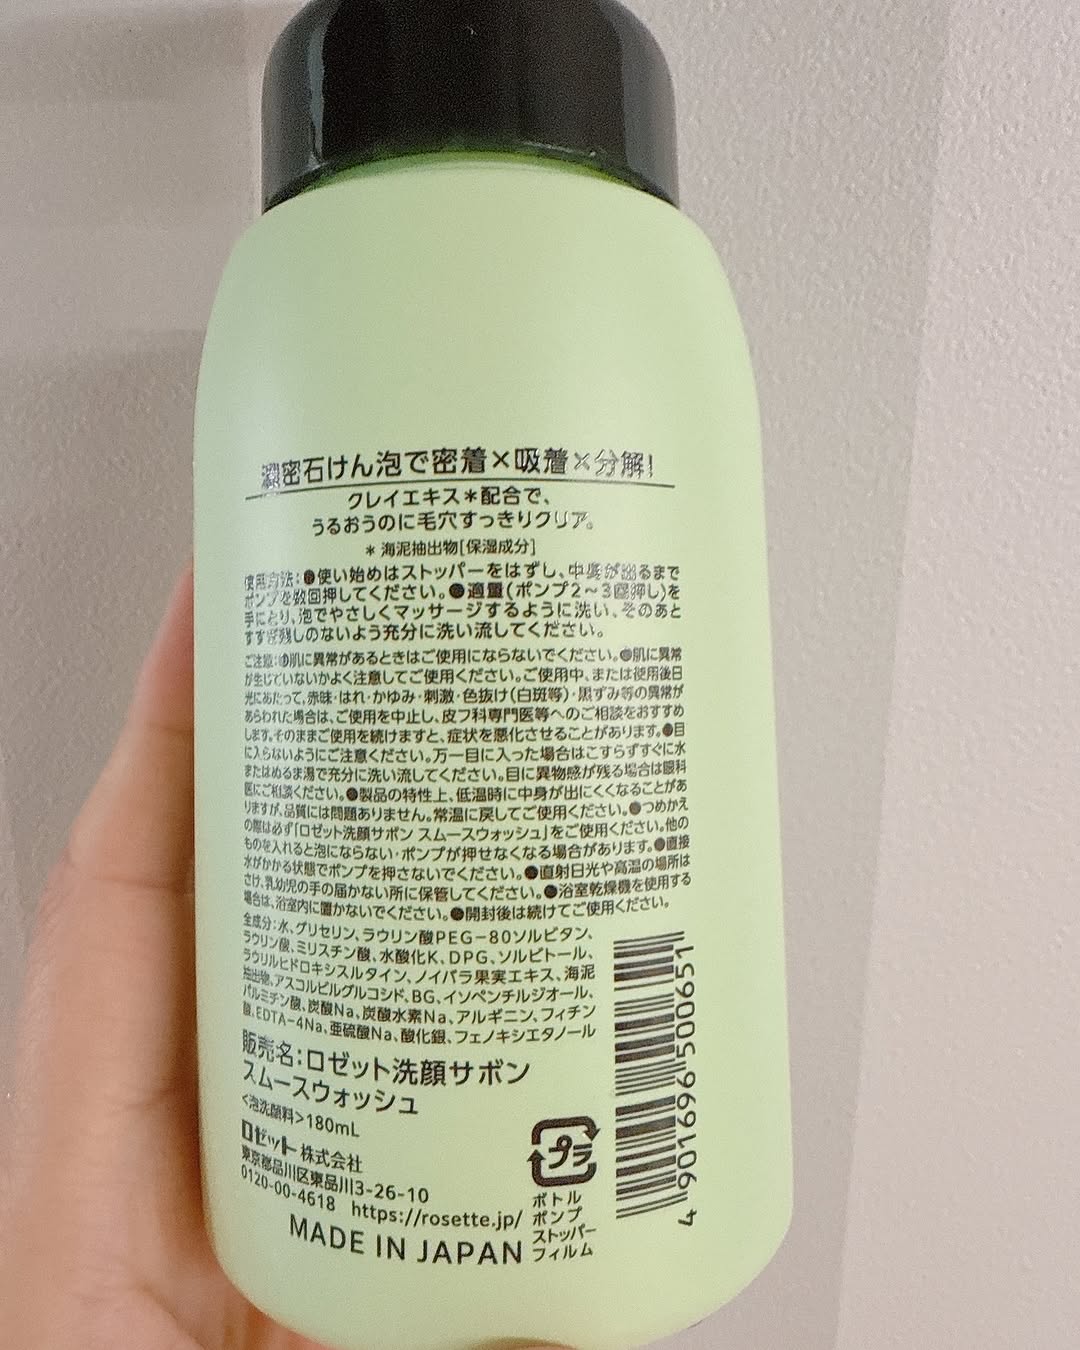 濃密石けん泡で密着×吸着×分解!
クレイエキス＊配合で、
うるおうのに毛穴すっきりクリア。
＊海泥抽出物[保湿成分]
使用方法:●使い始めはストッパーをはずし、中身が出るまで
ポンプを数回押してください。●適量(ポンプ2～3回押し)を
手にとり、泡でやさしくマッサージするように洗い、そのあと
すすぎ残しのないよう充分に洗い流してください。
ご注意:●肌に異常があるときはご使用にならないでください。●肌に異常
が生じていないかよく注意してご使用ください。ご使用中、または使用後日
光にあたって、赤味・はれ・かゆみ・刺激・色抜け(白斑等)・黒ずみ等の異常が
あらわれた場合は、ご使用を中止し、皮フ科専門医等へのご相談をおすすめ
します。そのままご使用を続けますと、症状を悪化させることがあります。●目
に入らないようにご注意ください。万一目に入った場合はこすらずすぐに水
またはぬるま湯で充分に洗い流してください。目に異物感が残る場合は眼科
医にご相談ください。●製品の特性上、低温時に中身が出にくくなることがあ
りますが、品質には問題ありません。常温に戻してご使用ください。●つめかえ
の際は必ず「ロゼット洗顔サボン スムースウォッシュ」をご使用ください。他の
ものを入れると泡にならない・ポンプが押せなくなる場合があります。●直接
水がかかる状態でポンプを押さないでください。●直射日光や高温の場所は
さけ、乳幼児の手の届かない所に保管してください。●浴室乾燥機を使用する
場合は、浴室内に置かないでください。●開封後は続けてご使用ください。
全成分:水、グリセリン、ラウリン酸PEG-80ソルビタン、
ラウリン酸、ミリスチン酸、水酸化K、DPG、ソルビトール、
ラウリルヒドロキシスルタイン、ノイバラ果実エキス、海泥
抽出物、アスコルビルグルコシド、BG、イソペンチルジオール、
パルミチン酸、炭酸Na、炭酸水素Na、アルギニン、フィチン
酸、EDTA-4Na、亜硫酸Na、酸化銀、フェノキシエタノール
販売名:ロゼット洗顔サボン
スムースウォッシュ
<泡洗顔料>180mL
ロゼット株式会社
東京都品川区東品川3-26-10
0120-00-4618 https://rosette.jp/
MADE IN JAPAN
プラ
ボトル
ポンプ
ストッパー
フィルム
4901696500651